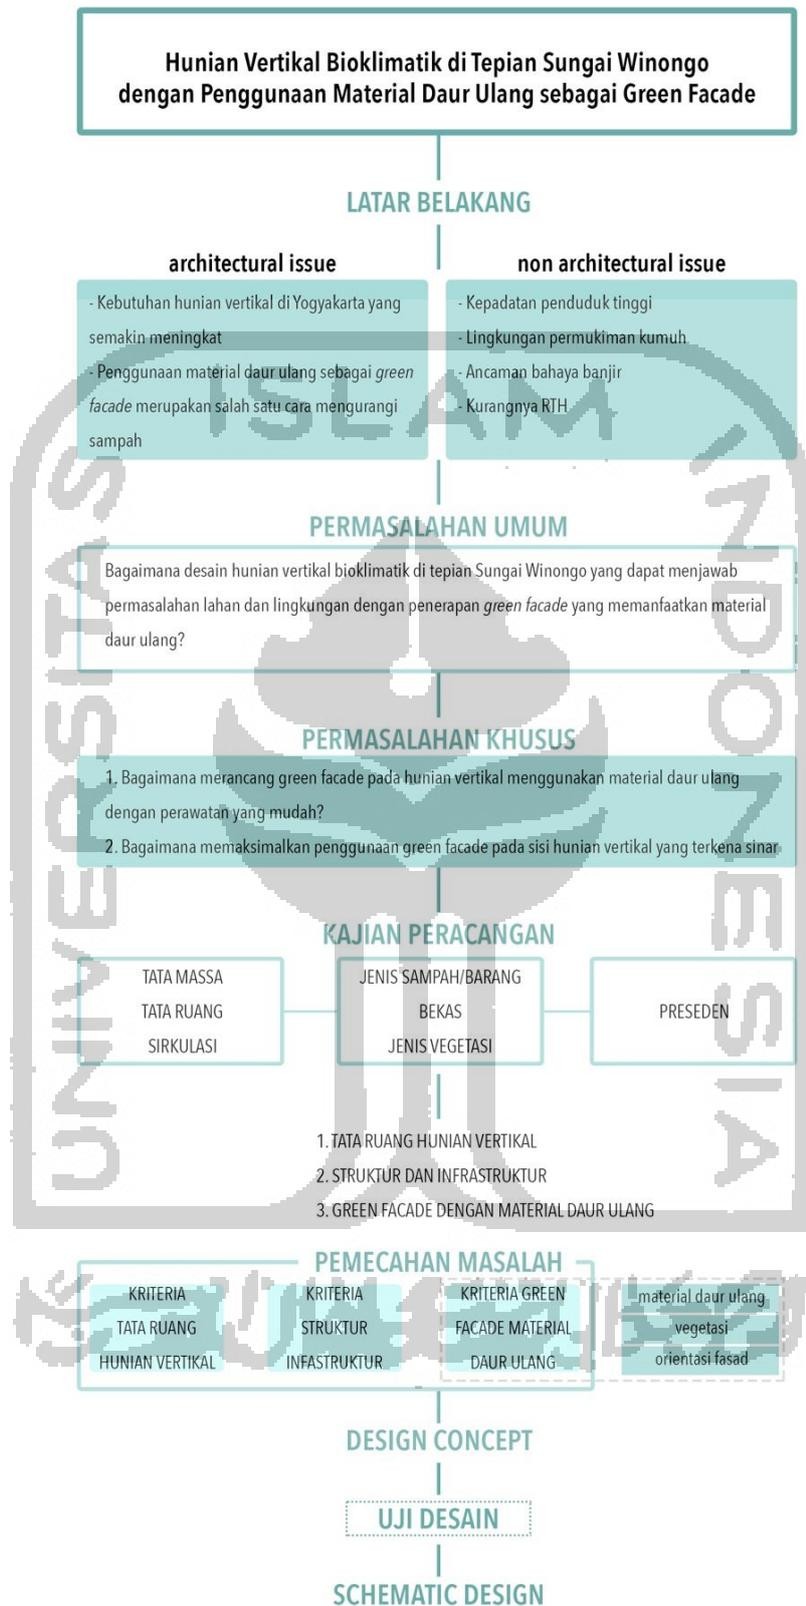 Hunian Vertikal Bioklimatik di Tepian Sungai Winongo
dengan Penggunaan Material Daur Ulang sebagai Green Facade
LATAR BELAKANG
architectural issue
- Kebutuhan hunian vertikal di Yogyakarta yang
semakin meningkat
- Penggunaan material daur ulang sebagai green
facade merupakan salah satu cara mengurangi
sampah
non architectural issue
- Kepadatan penduduk tinggi
- Lingkungan permukiman kumuh
- Ancaman bahaya banjir
- Kurangnya RTH
PERMASALAHAN UMUM
Bagaimana desain hunian vertikal bioklimatik di tepian Sungai Winongo yang dapat menjawab
permasalahan lahan dan lingkungan dengan penerapan green facade yang memanfaatkan material
daur ulang?
PERMASALAHAN KHUSUS
1. Bagaimana merancang green facade pada hunian vertikal menggunakan material daur ulang
dengan perawatan yang mudah?
2. Bagaimana memaksimalkan penggunaan green facade pada sisi hunian vertikal yang terkena sinar
KAJIAN PERACANGAN
TATA MASSA
TATA RUANG
SIRKULASI
JENIS SAMPAH/BARANG
BEKAS
JENIS VEGETASI
PRESEDEN
1. TATA RUANG HUNIAN VERTIKAL
2. STRUKTUR DAN INFRASTRUKTUR
3. GREEN FACADE DENGAN MATERIAL DAUR ULANG
PEMECAHAN MASALAH
KRITERIA
TATA RUANG
HUNIAN VERTIKAL
KRITERIA
STRUKTUR
INFASTRUKTUR
KRITERIA GREEN
FACADE MATERIAL
DAUR ULANG
material daur ulang
vegetasi
orientasi fasad
DESIGN CONCEPT
UJI DESAIN
SCHEMATIC DESIGN
UNIVERSITAS
ISLAM
INDONESIA